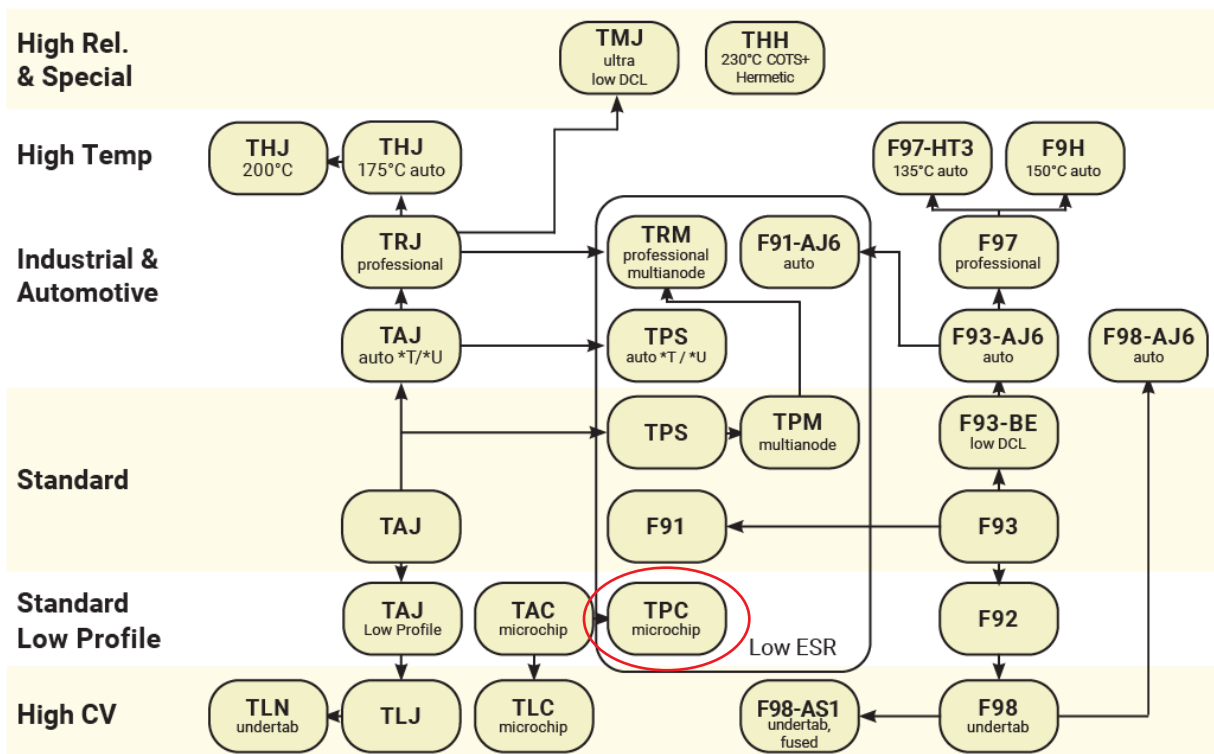 High Rel.
& Special
TMJ
ultra
low DCL
THH
230°C COTS+
Hermetic
High Temp
THJ
200°C
THJ
175°C auto
F97-HT3
135°C auto
F9H
150°C auto
Industrial &
Automotive
TRJ
professional
TRM
professional
multianode
F91-AJ6
auto
F97
professional
TAJ
auto *T/*U
TPS
auto *T / *U
F93-AJ6
auto
F98-AJ6
auto
Standard
TPS
TPM
multianode
F93-BE
low DCL
TAJ
F91
F93
Standard
Low Profile
TAJ
Low Profile
TAC
microchip
TPC
microchip
Low ESR
F92
High CV
TLN
undertab
TLJ
TLC
microchip
F98-AS1
undertab,
fused
F98
undertab